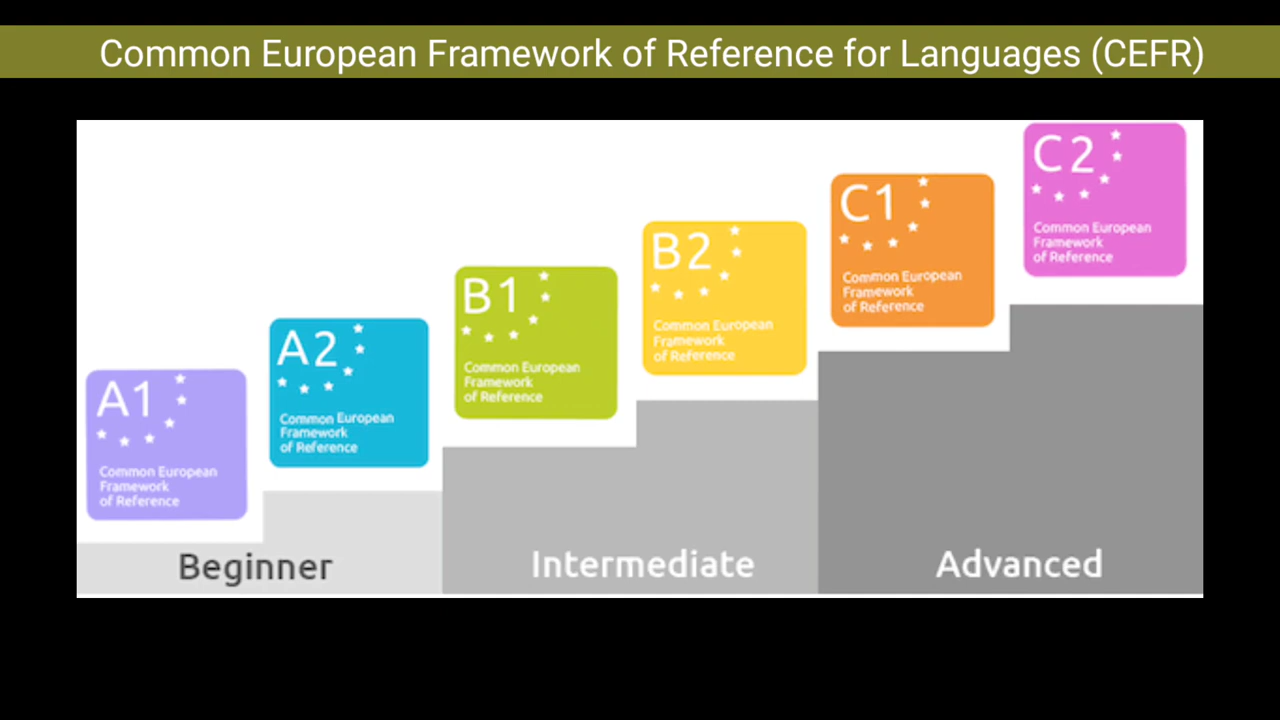 Common European Framework of Reference for Languages (CEFR)
A1
Common European
Framework
of Reference
A2
Common European
Framework
of Reference
B1
Common European
Framework
of Reference
B2
Common European
Framework
of Reference
C1
Common European
Framework
of Reference
C2
Common European
Framework
of Reference
Beginner
Intermediate
Advanced